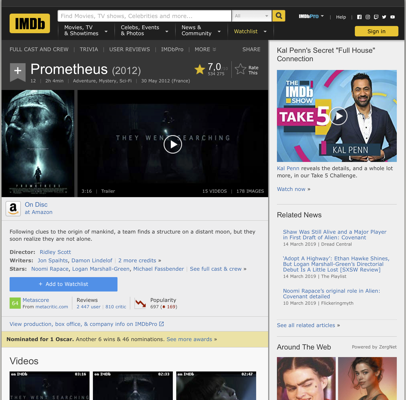 IMDb
Find Movies, TV shows, Celebrities and more...
All
IMDbPro
Help
Movies, TV
& Showtimes
Celebs, Events
& Photos
News &
Community
Watchlist
Sign in
FULL CAST AND CREW | TRIVIA | USER REVIEWS | IMDbPro | MORE
SHARE
Prometheus (2012)
7,0
Rate
This
12 | 2h 4min | Adventure, Mystery, Sci-Fi | 30 May 2012 (France)
THEY WENT SEARCHING
2:16 | Trailer
15 VIDEOS | 178 IMAGES
On Disc
at Amazon
Following clues to the origin of mankind, a team finds a structure on a distant moon, but they
soon realize they are not alone.
Director: Ridley Scott
Writers: Jon Spaihts, Damon Lindelof | 2 more credits »
Stars: Noomi Rapace, Logan Marshall-Green, Michael Fassbender | See full cast & crew »
+ Add to Watchlist
64
Metascore
From metacritic.com
Reviews
2 447 user | 810 critic
Popularity
697
View production, box office, & company info on IMDbPro
Nominated for 1 Oscar. Another 6 wins & 46 nominations. See more awards »
Videos
03:16
02:33
03:47
Kal Penn's Secret "Full House"
Connection
THE
IMDb
SHOW
TAKE 5
KAL PENN
Kal Penn reveals the details, and a whole lot
more, in our Take 5 Challenge.
Watch now »
Related News
Shaw Was Still Alive and a Major Player
in First Draft of Alien: Covenant
14 March 2019 | Dread Central
'Adopt A Highway': Ethan Hawke Shines,
But Logan Marshall-Green's Directorial
Debut Is A Little Lost [SXSW Review]
14 March 2019 | The Playlist
Noomi Rapace's original role in Alien:
Covenant detailed
10 March 2019 | Flickeringmyth
See all related articles »
Around The Web
Powered by ZergNet